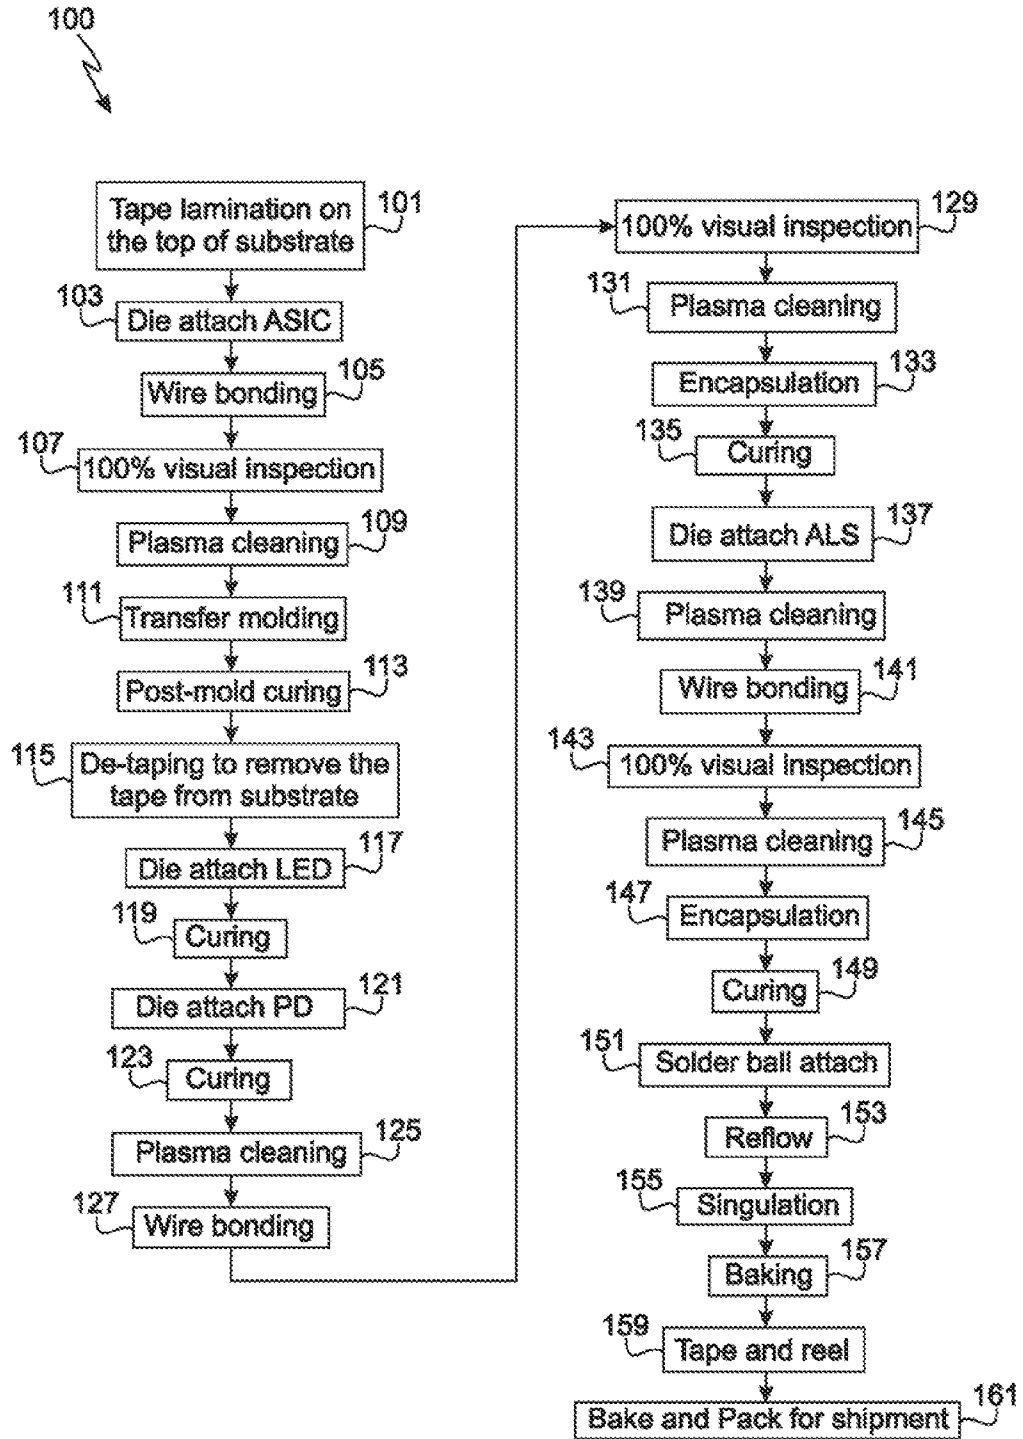 100
Tape lamination on
the top of substrate
101
103
Die attach ASIC
Wire bonding
105
107
100% visual inspection
Plasma cleaning
109
111
Transfer molding
Post-mold curing
113
115
De-taping to remove the
tape from substrate
Die attach LED
117
119
Curing
Die attach PD
121
123
Curing
Plasma cleaning
125
127
Wire bonding
100% visual inspection
129
131
Plasma cleaning
Encapsulation
133
135
Curing
Die attach ALS
137
139
Plasma cleaning
Wire bonding
141
143
100% visual inspection
Plasma cleaning
145
147
Encapsulation
Curing
149
151
Solder ball attach
Reflow
153
155
Singulation
Baking
157
159
Tape and reel
Bake and Pack for shipment
161